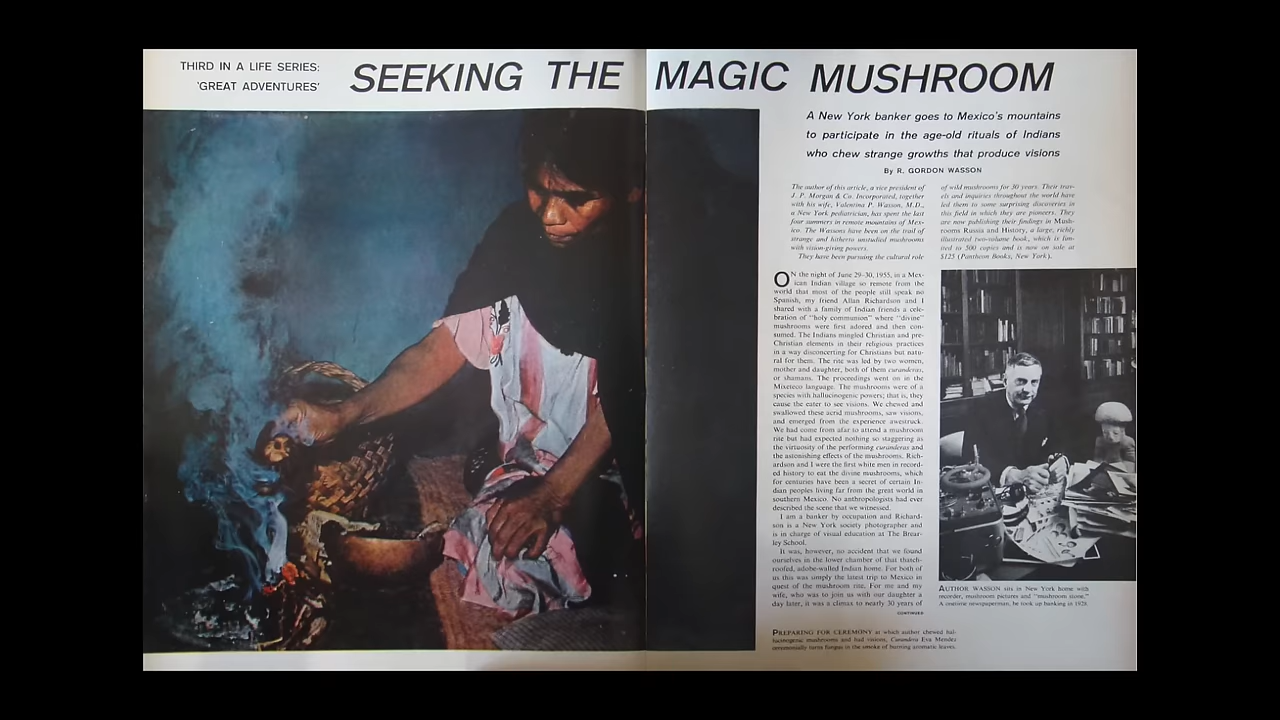 THIRD IN A LIFE SERIES:
'GREAT ADVENTURES'
SEEKING THE MAGIC MUSHROOM
A New York banker goes to Mexico's mountains
to participate in the age-old rituals of Indians
who chew strange growths that produce visions
By R. GORDON WASSON
The author of this article, a vice president of
J. P. Morgan & Co. Incorporated, together
with his wife, Valentina P. Wasson, M.D.,
a New York pediatrician, has spent the last
four summers in remote mountains of Mex-
ico. The Wassons have been on the trail of
strange and hitherto unstudied mushrooms
with vision-giving powers.
They have been pursuing the cultural role
of wild mushrooms for 30 years. Their trav-
els and inquiries throughout the world have
led them to some surprising discoveries in
this field in which they are pioneers. They
are now publishing their findings in Mush-
rooms Russia and History, a large, richly
illustrated two-volume book, which is lim-
ited to 500 copies and is now on sale at
$125 (Pantheon Books, New York).
ON the night of June 29-30, 1955, in a Mex-
ican Indian village so remote from the
world that most of the people still speak no
Spanish, my friend Allan Richardson and I
shared with a family of Indian friends a cele-
bration of "holy communion" where "divine"
mushrooms were first adored and then con-
sumed. The Indians mingled Christian and pre-
Christian elements in their religious practices
in a way disconcerting for Christians but natu-
ral for them. The rite was led by two women,
mother and daughter, both of them curanderas,
or shamans. The proceedings went on in the
Mixeteco language. The mushrooms were of a
species with hallucinogenic powers; that is, they
cause the eater to see visions. We chewed and
swallowed these acrid mushrooms, saw visions,
and emerged from the experience awestruck.
We had come from afar to attend a mushroom
rite but had expected nothing so staggering as
the virtuosity of the performing curanderas and
the astonishing effects of the mushrooms. Rich-
ardson and I were the first white men in record-
ed history to eat the divine mushrooms, which
for centuries have been a secret of certain In-
dian peoples living far from the great world in
southern Mexico. No anthropologists had ever
described the scene that we witnessed.
I am a banker by occupation and Richard-
son is a New York society photographer and
is in charge of visual education at The Brear-
ley School.
It was, however, no accident that we found
ourselves in the lower chamber of that thatch-
roofed, adobe-walled Indian home. For both of
us this was simply the latest trip to Mexico in
quest of the mushroom rite. For me and my
wife, who was to join us with our daughter a
day later, it was a climax to nearly 30 years of
CONTINUED
AUTHOR WASSON sits in New York home with
recorder, mushroom pictures and "mushroom stone."
A onetime newspaperman, he took up banking in 1928.
PREPARING FOR CEREMONY at which author chewed hal-
lucinogenic mushrooms and had visions, Curandera Eva Mendez
ceremonially turns fungus in the smoke of burning aromatic leaves.